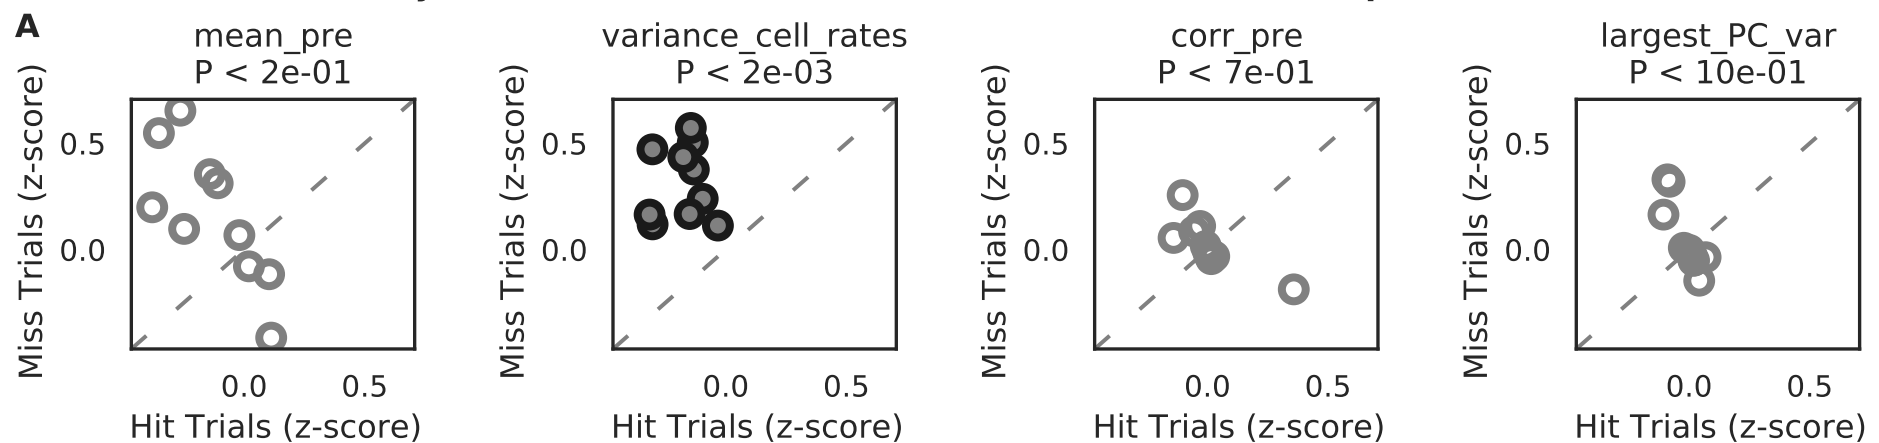 A
mean_pre
P < 2e-01
Miss Trials (z-score)
0.5
0.0
0.0 0.5
Hit Trials (z-score)
variance_cell_rates
P < 2e-03
Miss Trials (z-score)
0.5
0.0
0.0 0.5
Hit Trials (z-score)
corr_pre
P < 7e-01
Miss Trials (z-score)
0.5
0.0
0.0 0.5
Hit Trials (z-score)
largest_PC_var
P < 10e-01
Miss Trials (z-score)
0.5
0.0
0.0 0.5
Hit Trials (z-score)